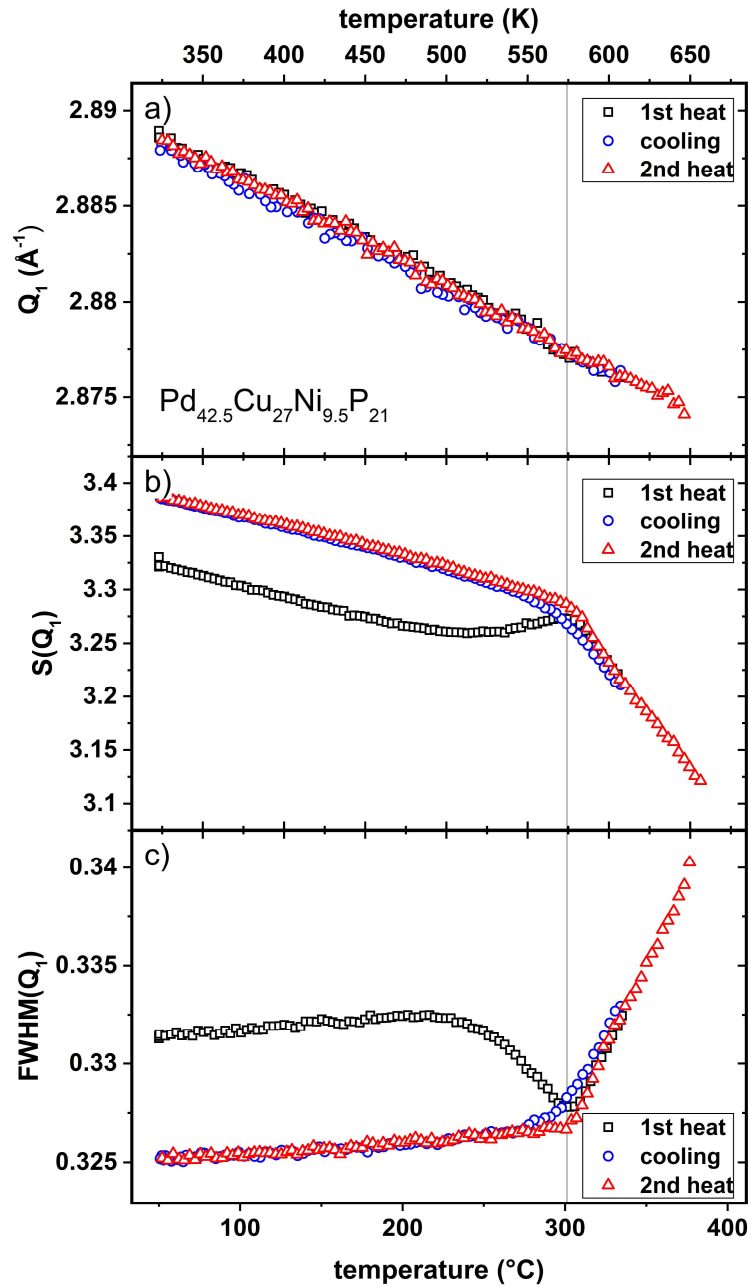 temperature (K)
350 400 450 500 550 600 650
a)
1st heat
cooling
2nd heat
2.89
2.885
2.88
2.875
Q₁ (Å⁻¹)
Pd₄₂.₅Cu₂₇Ni₉.₅P₂₁
b)
1st heat
cooling
2nd heat
3.4
3.35
3.3
3.25
3.2
3.15
3.1
S(Q₁)
c)
0.34
0.335
0.33
0.325
FWHM(Q₁)
1st heat
cooling
2nd heat
100 200 300 400
temperature (°C)